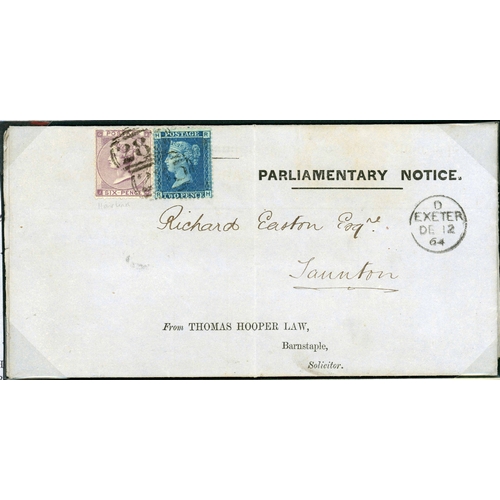 POSTAGE
SIX-PENCE
28
POSTAGE
TWO PENCE
PARLIAMENTARY NOTICE.
Richard Easton Esqre
Taunton
D
EXETER
DE 12
64
From THOMAS HOOPER LAW,
Barnstaple,
Solicitor.